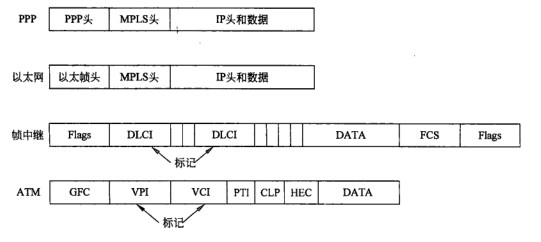 PPP PPP头 MPLS头 IP头和数据
以太网 以太帧头 MPLS头 IP头和数据
帧中继 Flags DLCI DLCI DATA FCS Flags
标记
ATM GFC VPI VCI PTI CLP HEC DATA
标记